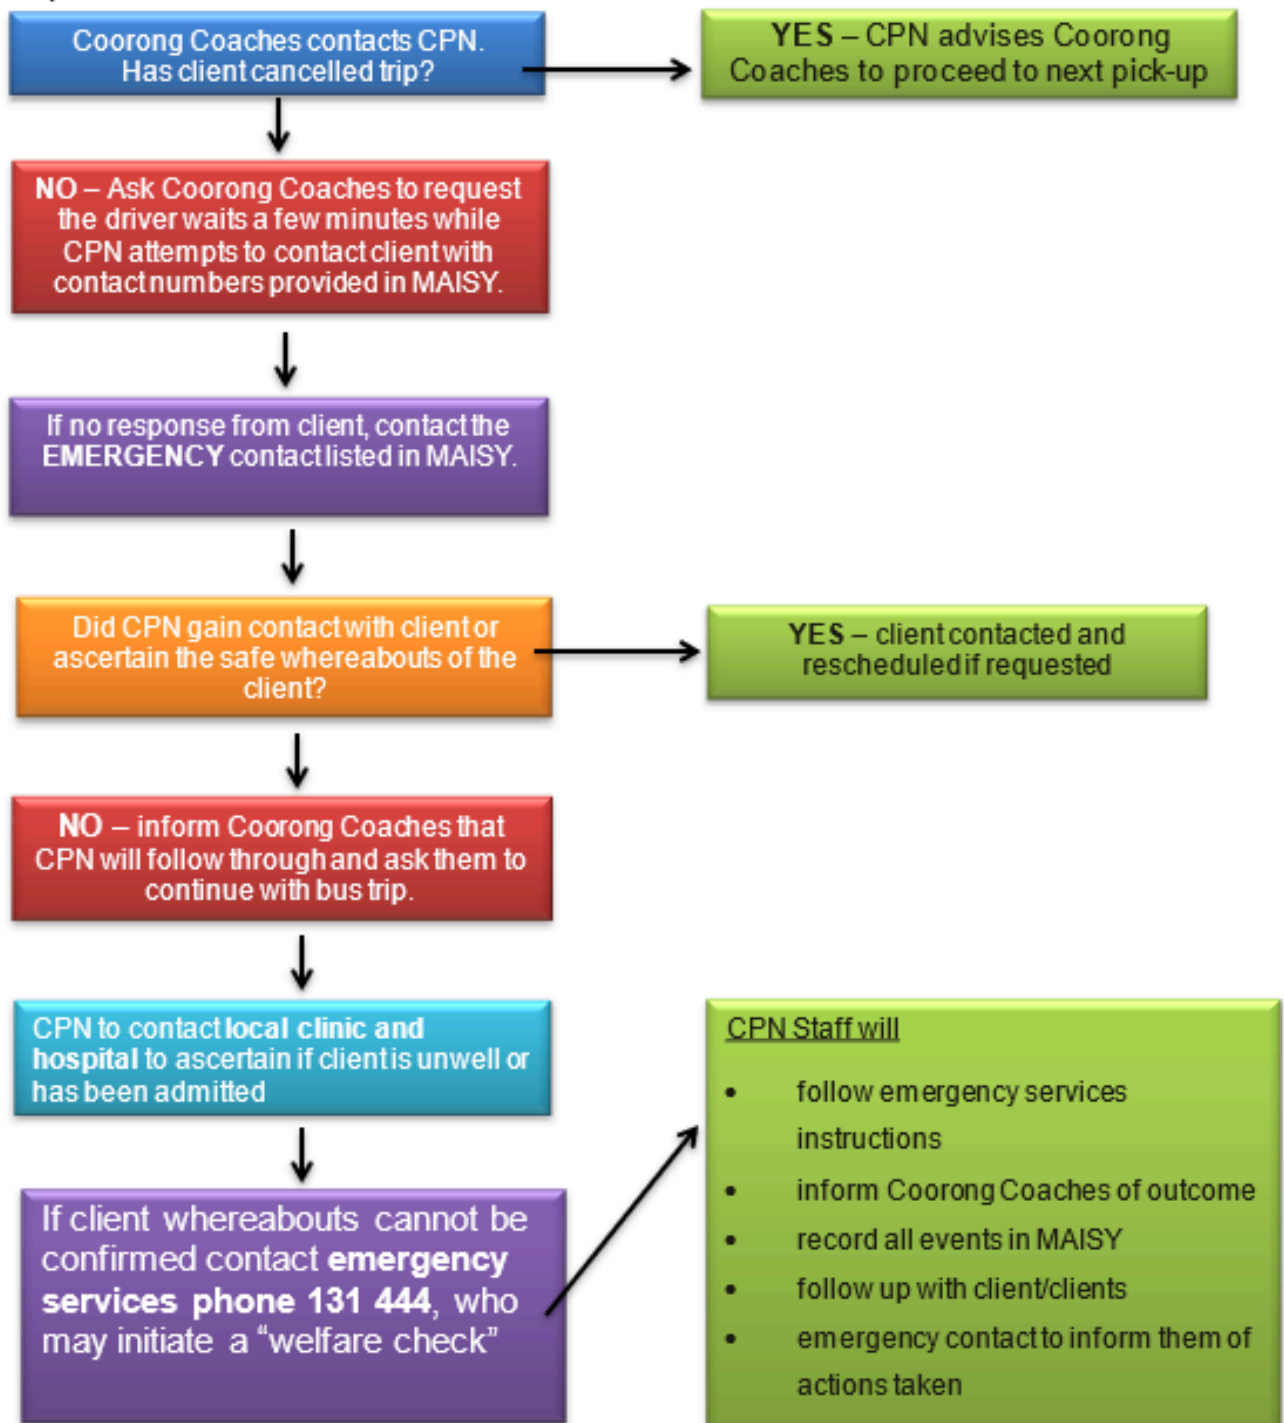 Coorong Coaches contacts CPN.
Has client cancelled trip?
YES – CPN advises Coorong
Coaches to proceed to next pick-up
NO – Ask Coorong Coaches to request
the driver waits a few minutes while
CPN attempts to contact client with
contact numbers provided in MAISY.
If no response from client, contact the
EMERGENCY contact listed in MAISY.
Did CPN gain contact with client or
ascertain the safe whereabouts of the
client?
YES – client contacted and
rescheduled if requested
NO – inform Coorong Coaches that
CPN will follow through and ask them to
continue with bus trip.
CPN to contact local clinic and
hospital to ascertain if client is unwell or
has been admitted
If client whereabouts cannot be
confirmed contact emergency
services phone 131 444, who
may initiate a “welfare check”
CPN Staff will
• follow emergency services
instructions
• inform Coorong Coaches of outcome
• record all events in MAISY
• follow up with client/clients
• emergency contact to inform them of
actions taken